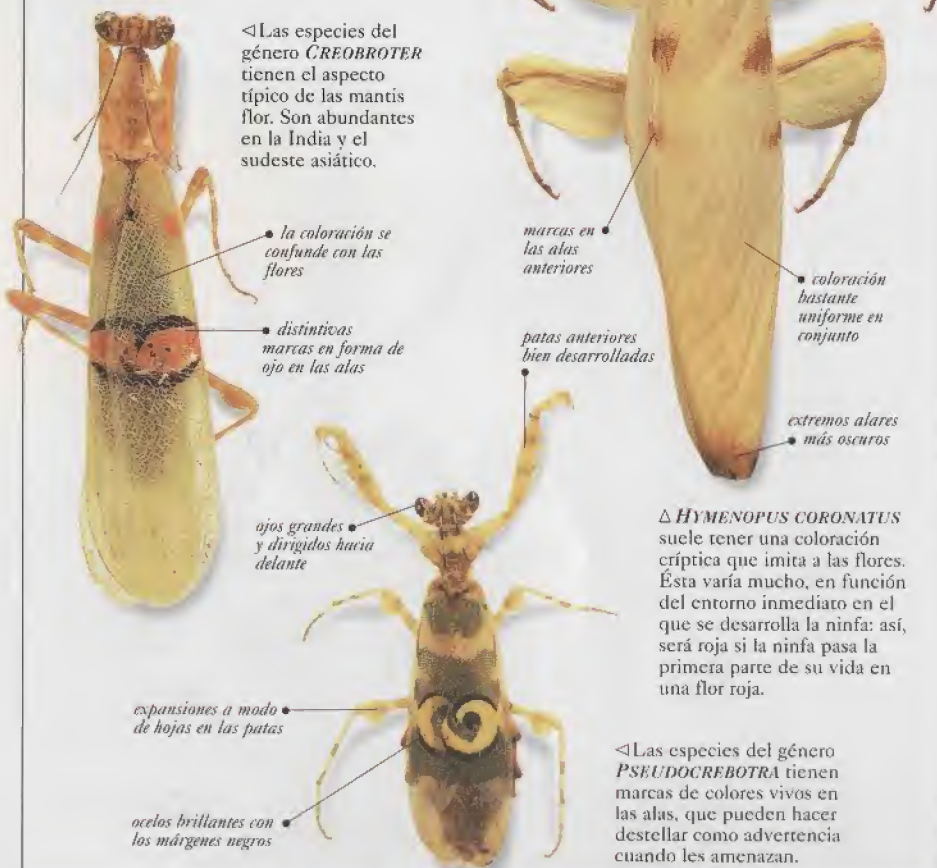 ◁Las especies del
género CREOBROTER
tienen el aspecto
típico de las mantis
flor. Son abundantes
en la India y el
sudeste asiático.
la coloración se
confunde con las
flores
distintivas
marcas en forma de
ojo en las alas
marcas en
las alas
anteriores
coloración
bastante
uniforme en
conjunto
patas anteriores
bien desarrolladas
extremos alares
más oscuros
ojos grandes
y dirigidos hacia
delante
△HYMENOPUS CORONATUS
suele tener una coloración
críptica que imita a las flores.
Ésta varía mucho, en función
del entorno inmediato en el
que se desarrolla la ninfa: así,
será roja si la ninfa pasa la
primera parte de su vida en
una flor roja.
expansiones a modo
de hojas en las patas
ocelos brillantes con
los márgenes negros
◁Las especies del género
PSEUDOCREBOTRA tienen
marcas de colores vivos en
las alas, que pueden hacer
destellar como advertencia
cuando les amenazan.